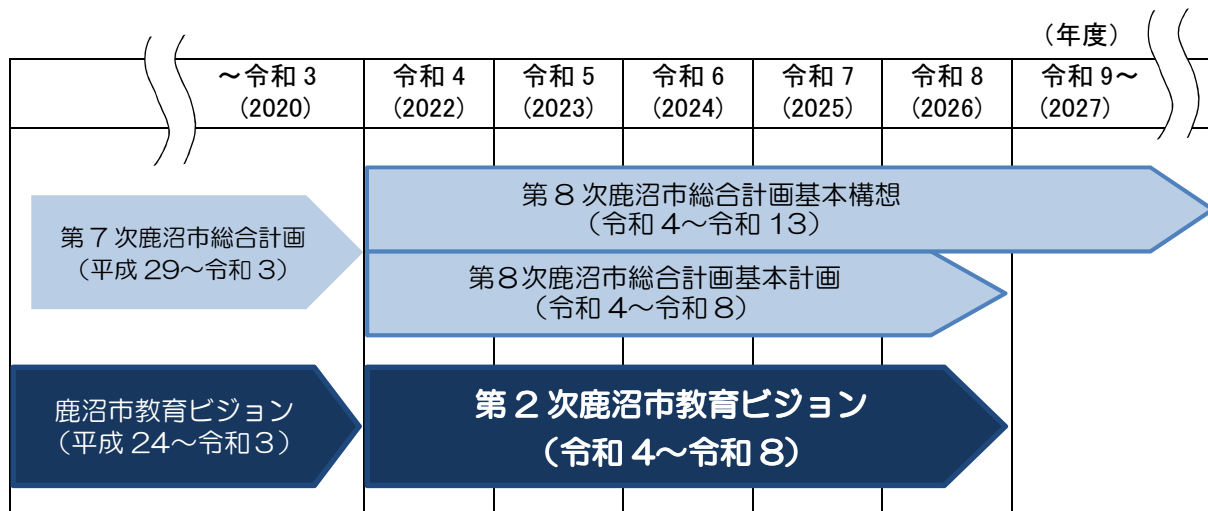 （年度）
～令和３ 令和４ 令和５ 令和６ 令和７ 令和８ 令和９～
（2020） （2022） （2023） （2024） （2025） （2026） （2027）
第８次鹿沼市総合計画基本構想
（令和４～令和 13）
第７次鹿沼市総合計画
（平成 29～令和３）
第８次鹿沼市総合計画基本計画
（令和４～令和８）
鹿沼市教育ビジョン
（平成 24～令和３）
第２次鹿沼市教育ビジョン
（令和４～令和８）